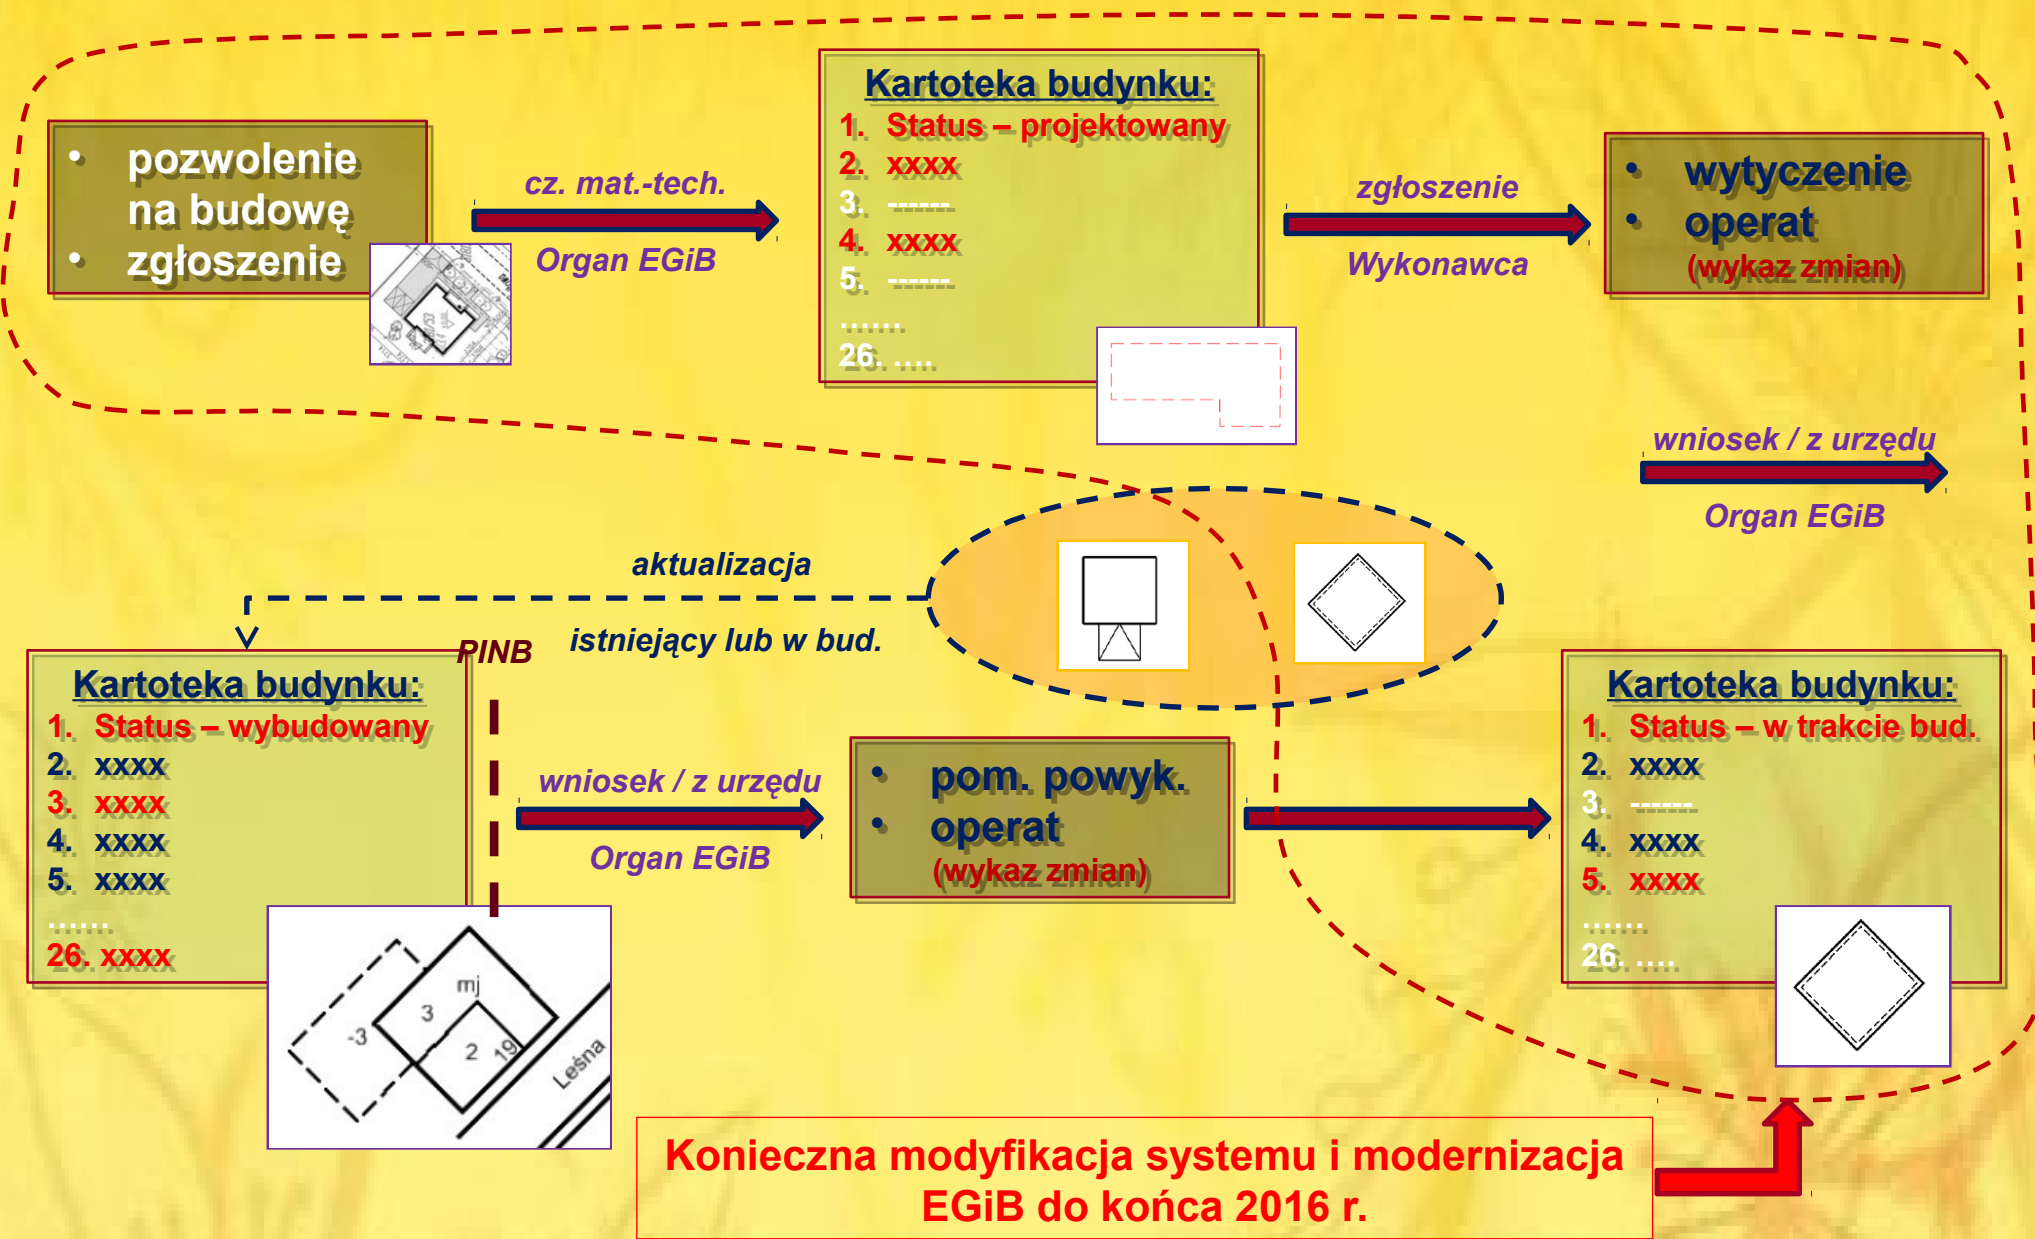 • pozwolenie
na budowę
• zgłoszenie
cz. mat.-tech.
Organ EGiB
Kartoteka budynku:
1. Status – projektowany
2. xxxx
3. ------
4. xxxx
5. ------
......
26. ....
zgłoszenie
Wykonawca
• wytyczenie
• operat
(wykaz zmian)
wniosek / z urzędu
Organ EGiB
aktualizacja
istniejący lub w bud.
PINB
Kartoteka budynku:
1. Status – wybudowany
2. xxxx
3. xxxx
4. xxxx
5. xxxx
......
26. xxxx
mj
3
-3
2
19
Leśna
wniosek / z urzędu
Organ EGiB
• pom. powyk.
• operat
(wykaz zmian)
Kartoteka budynku:
1. Status – w trakcie bud.
2. xxxx
3. ------
4. xxxx
5. xxxx
......
26. ....
Konieczna modyfikacja systemu i modernizacja
EGiB do końca 2016 r.